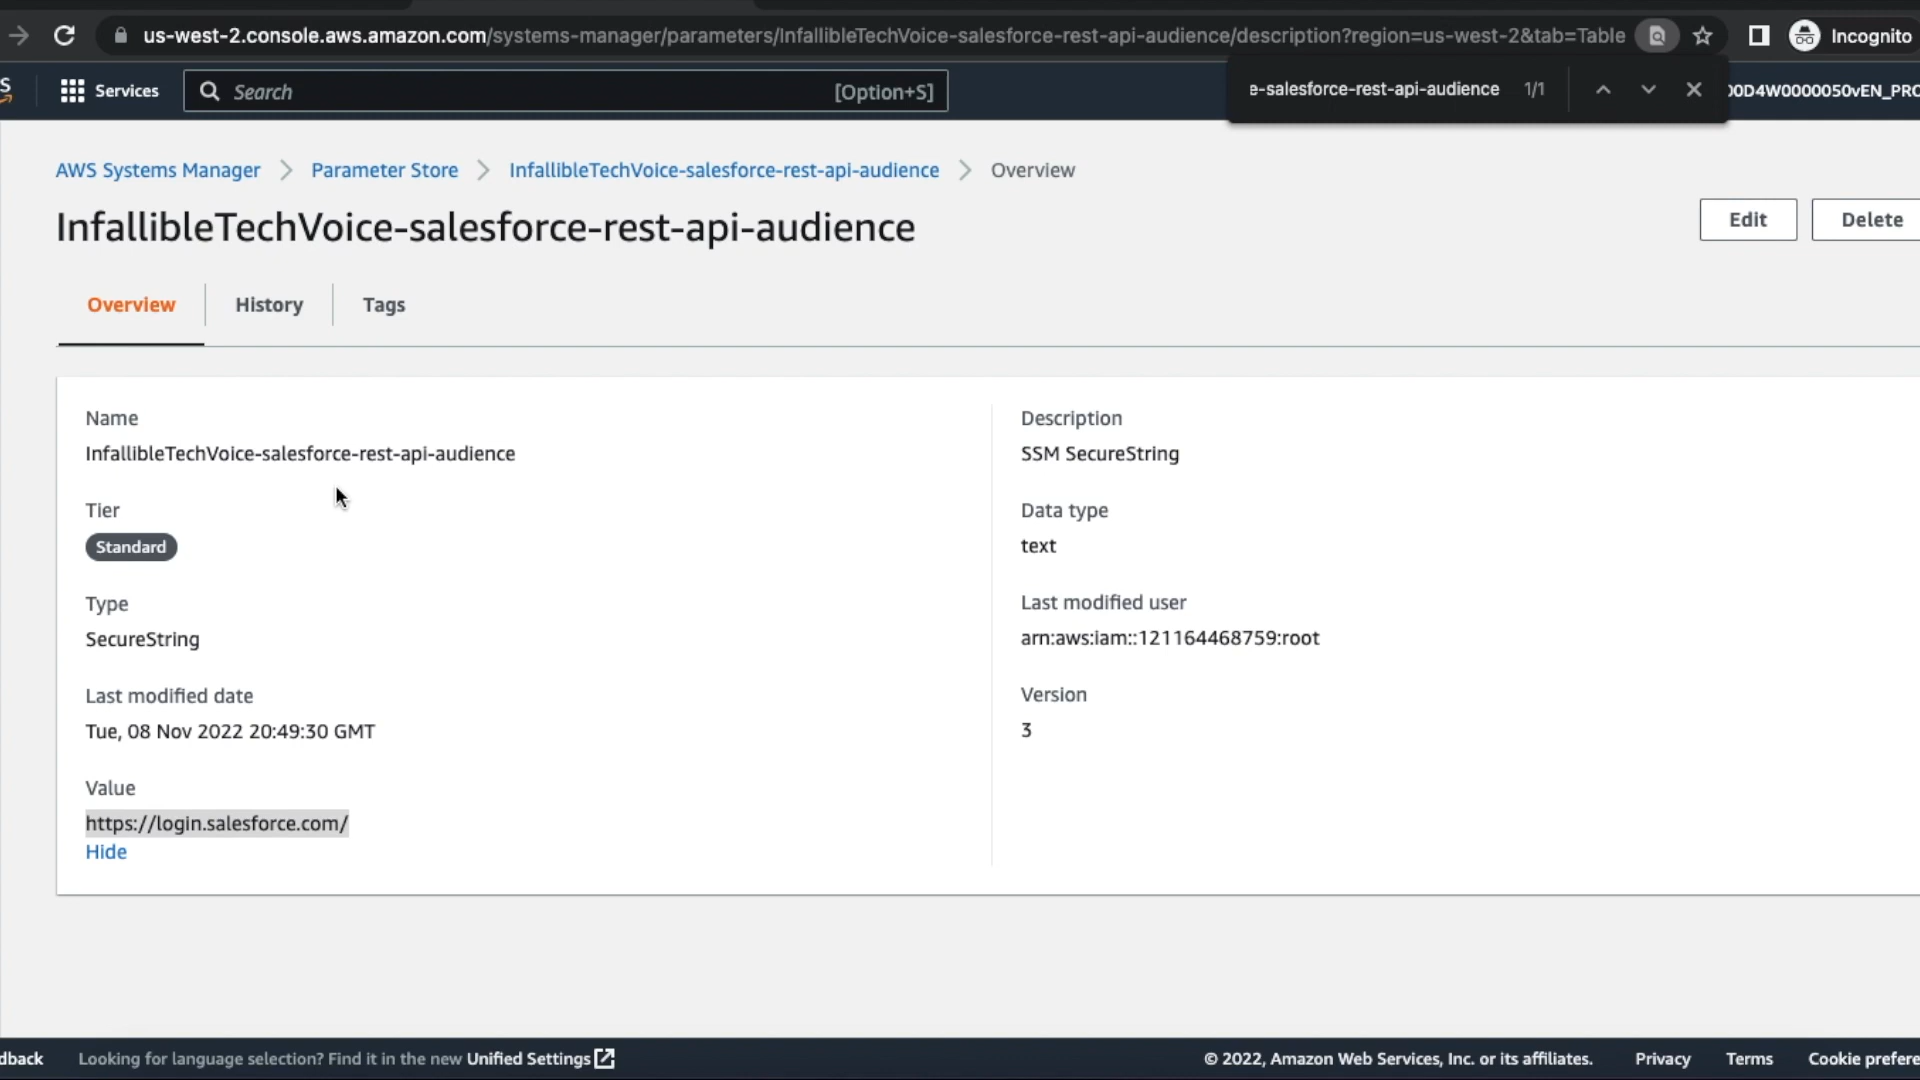 us-west-2.console.aws.amazon.com/systems-manager/parameters/InfallibleTechVoice-salesforce-rest-api-audience/description?region=us-west-2&tab=Table
Incognito
Services
Search
[Option+S]
e-salesforce-rest-api-audience
1/1
00D4W0000050vEN_PRO
AWS Systems Manager
Parameter Store
InfallibleTechVoice-salesforce-rest-api-audience
Overview
InfallibleTechVoice-salesforce-rest-api-audience
Edit
Delete
Overview
History
Tags
Name
InfallibleTechVoice-salesforce-rest-api-audience
Tier
Standard
Type
SecureString
Last modified date
Tue, 08 Nov 2022 20:49:30 GMT
Value
https://login.salesforce.com/
Hide
Description
SSM SecureString
Data type
text
Last modified user
arn:aws:iam::121164468759:root
Version
3
dback
Looking for language selection? Find it in the new Unified Settings
© 2022, Amazon Web Services, Inc. or its affiliates.
Privacy
Terms
Cookie prefere